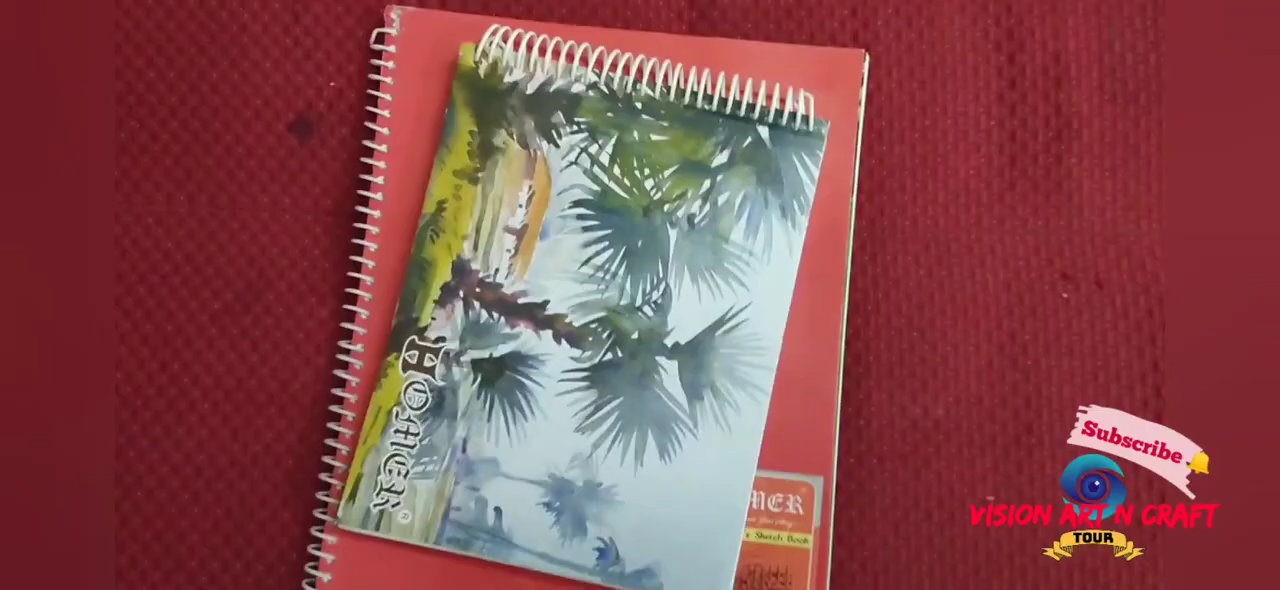 HOMER
R
MER
Sketch Book
Subscribe
VISION ART N CRAFT
TOUR